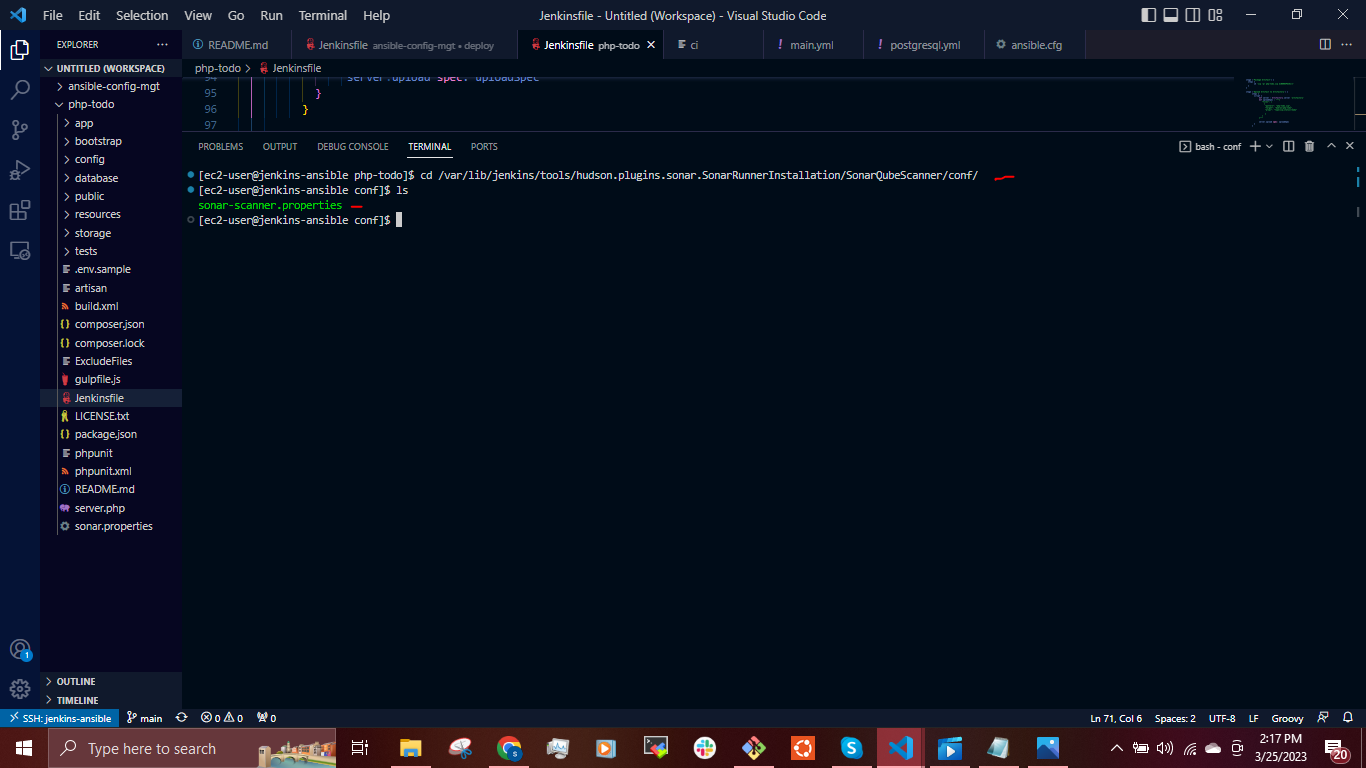 File Edit Selection View Go Run Terminal Help Jenkinsfile - Untitled (Workspace) - Visual Studio Code
EXPLORER ···
README.md Jenkinsfile ansible-config-mgt • deploy Jenkinsfile php-todo ci main.yml postgresql.yml ansible.cfg
UNTITLED (WORKSPACE)
php-todo > Jenkinsfile
ansible-config-mgt
php-todo
app
bootstrap
config
database
public
resources
storage
tests
.env.sample
artisan
build.xml
composer.json
composer.lock
ExcludeFiles
gulpfile.js
Jenkinsfile
LICENSE.txt
package.json
phpunit
phpunit.xml
README.md
server.php
sonar.properties
OUTLINE
TIMELINE
94 server.upload spec: uploadSpec
95 }
96 }
97
PROBLEMS OUTPUT DEBUG CONSOLE TERMINAL PORTS bash - conf
[ec2-user@jenkins-ansible php-todo]$ cd /var/lib/jenkins/tools/hudson.plugins.sonar.SonarRunnerInstallation/SonarQubeScanner/conf/
[ec2-user@jenkins-ansible conf]$ ls
sonar-scanner.properties
[ec2-user@jenkins-ansible conf]$
1
SSH: jenkins-ansible main 0 0 0 Ln 71, Col 6 Spaces: 2 UTF-8 LF Groovy
Type here to search
2:17 PM
3/25/2023
20